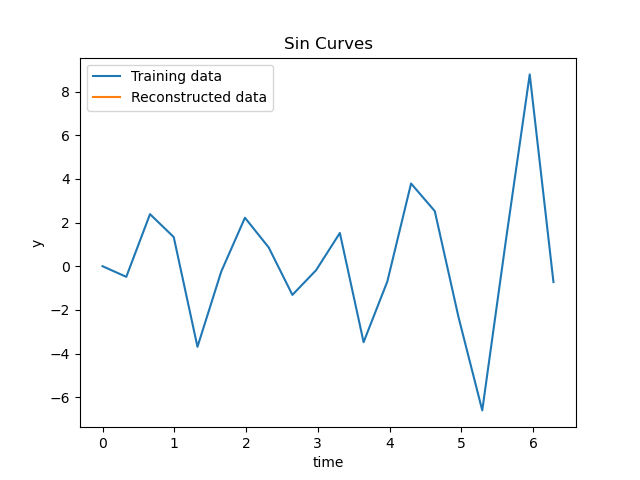 Sin Curves
Training data
Reconstructed data
y
8
6
4
2
0
−2
−4
−6
0 1 2 3 4 5 6
time